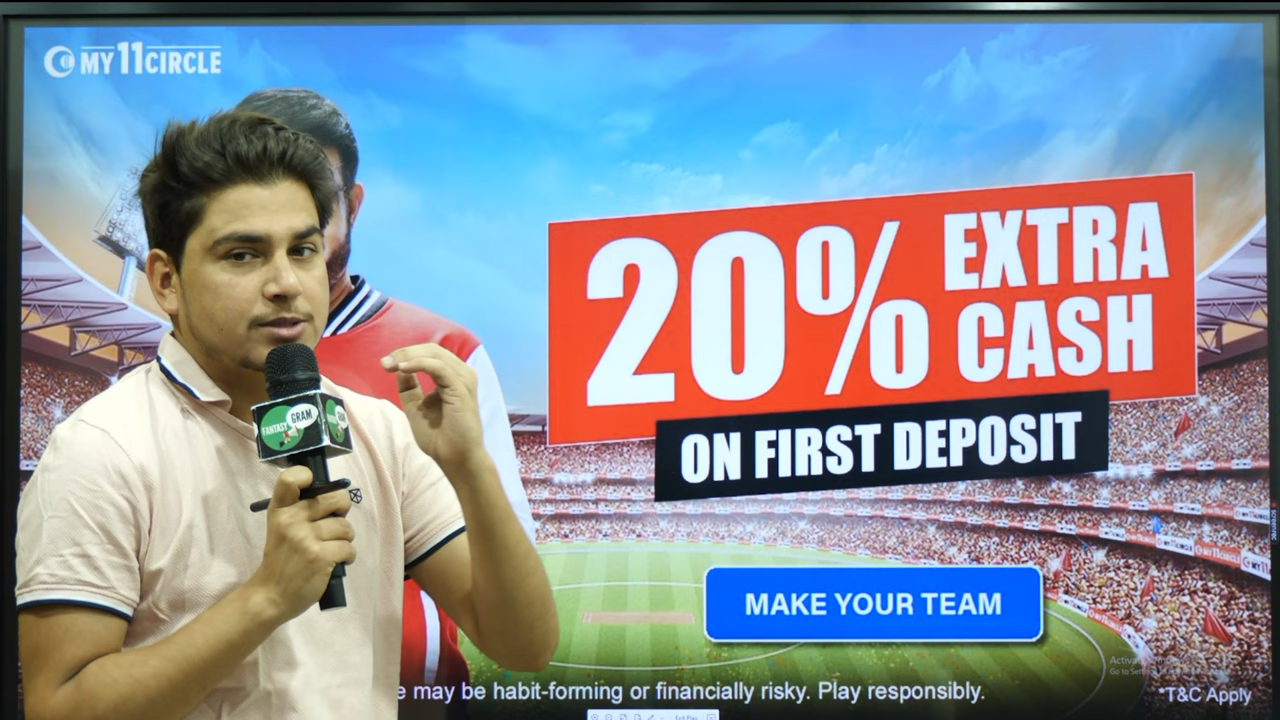 MY11CIRCLE
20% EXTRA
CASH
ON FIRST DEPOSIT
FANTASY GRAM
MAKE YOUR TEAM
e may be habit-forming or financially risky. Play responsibly.
*T&C Apply